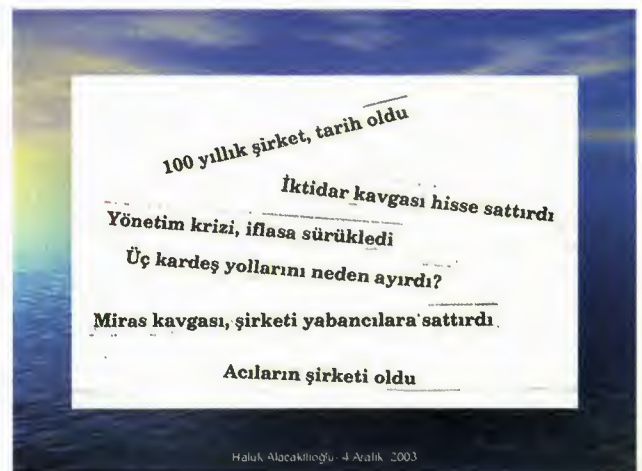 100 yıllık şirket, tarih oldu
İktidar kavgası hisse sattırdı
Yönetim krizi, iflasa sürükledi
Üç kardeş yollarını neden ayırdı?
Miras kavgası, şirketi yabancılara sattırdı
Acıların şirketi oldu
Haluk Alacaklıoğlu- 4 Aralık 2003